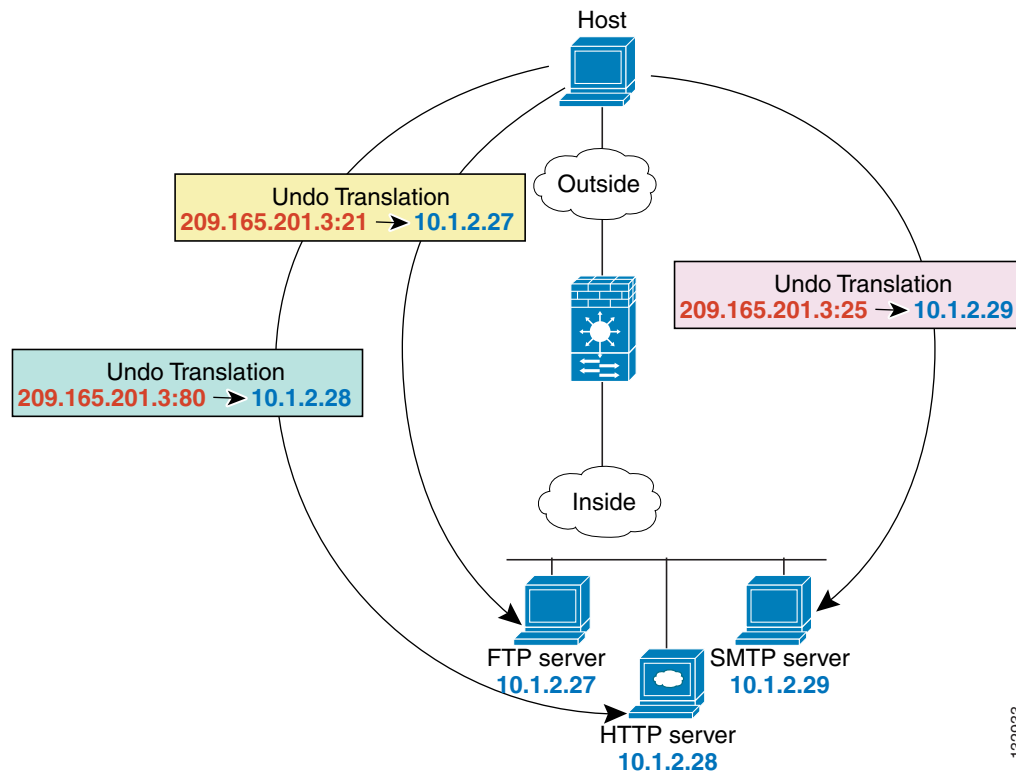 Host
Outside
Undo Translation
209.165.201.3:21 → 10.1.2.27
Undo Translation
209.165.201.3:25 → 10.1.2.29
Undo Translation
209.165.201.3:80 → 10.1.2.28
Inside
FTP server
10.1.2.27
SMTP server
10.1.2.29
HTTP server
10.1.2.28